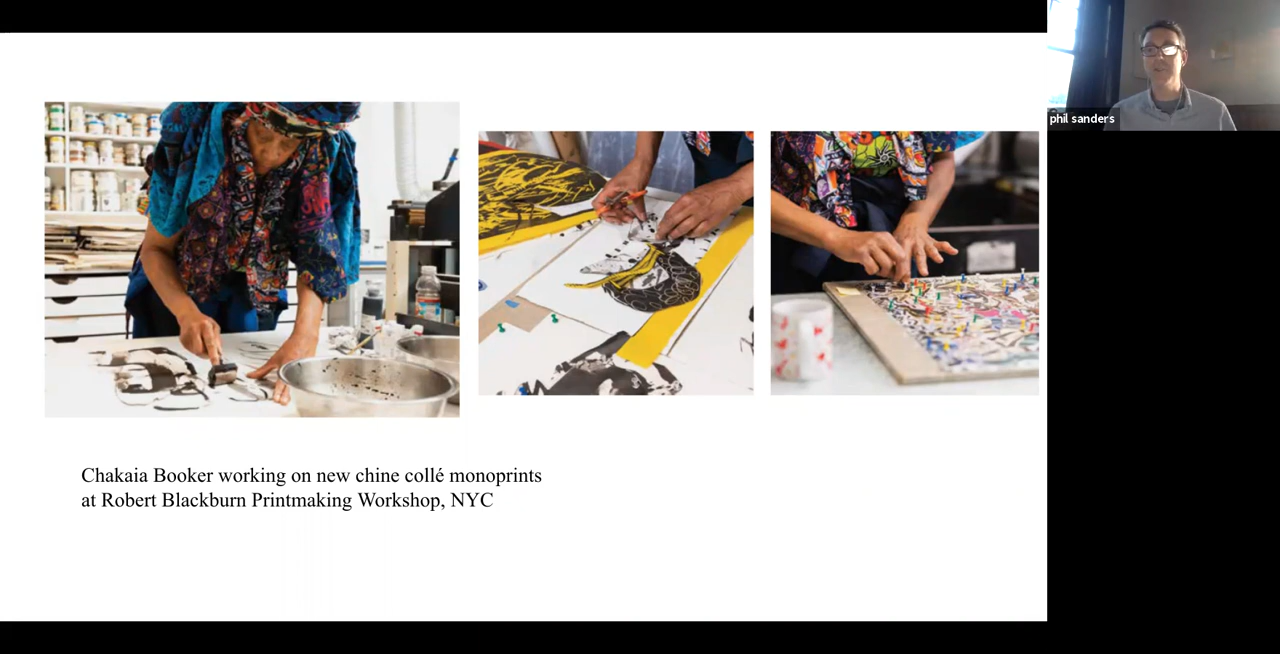 phil sanders
Chakaia Booker working on new chine collé monoprints
at Robert Blackburn Printmaking Workshop, NYC